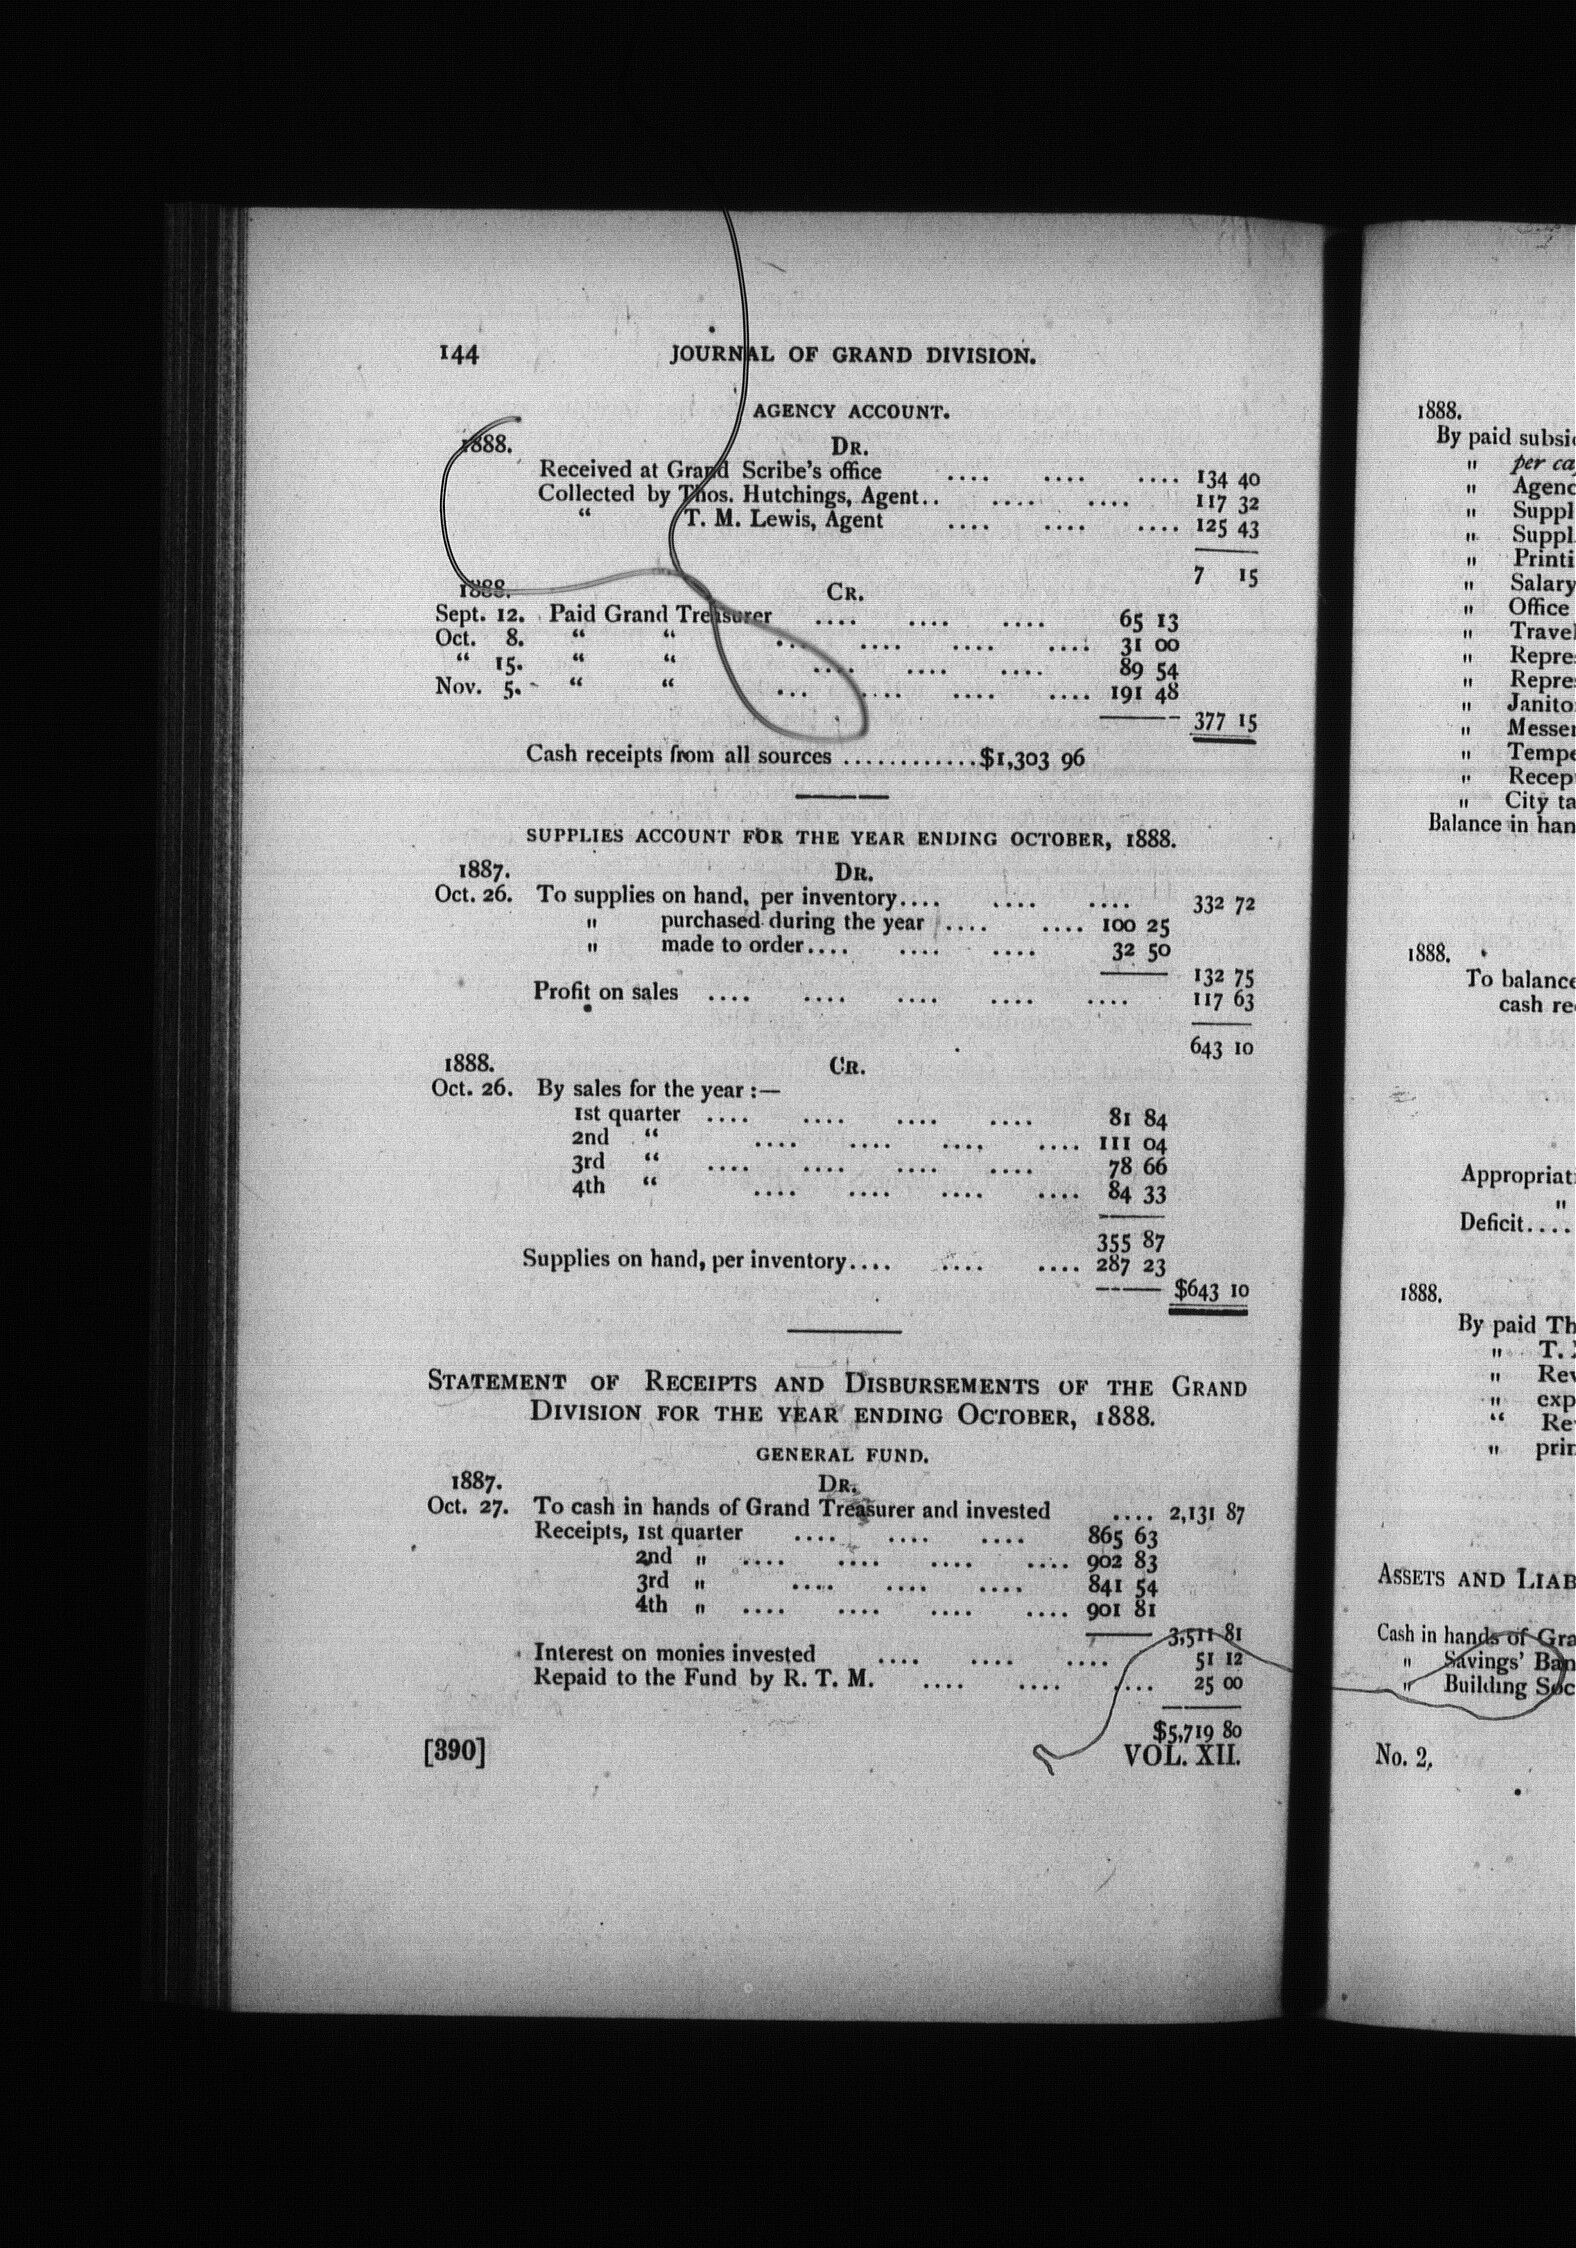 144 JOURNAL OF GRAND DIVISION.
AGENCY ACCOUNT.
1888. DR.
Received at Grand Scribe's office .... .... .... 134 40
Collected by Thos. Hutchings, Agent.. .... .... 117 32
“ T. M. Lewis, Agent .... .... .... 125 43
7 15
1888. CR.
Sept. 12. Paid Grand Treasurer .... .... .... 65 13
Oct. 8. “ “ ... .... .... .... 31 00
“ 15. “ “ .... .... .... 89 54
Nov. 5. “ “ ... .... .... .... 191 48
377 15
Cash receipts from all sources ............$1,303 96
SUPPLIES ACCOUNT FOR THE YEAR ENDING OCTOBER, 1888.
1887. DR.
Oct. 26. To supplies on hand, per inventory.... .... .... 332 72
" purchased during the year .... .... 100 25
" made to order.... .... .... 32 50
132 75
Profit on sales .... .... .... .... .... 117 63
643 10
1888. CR.
Oct. 26. By sales for the year :—
1st quarter .... .... .... .... 81 84
2nd “ .... .... .... .... 111 04
3rd “ .... .... .... .... 78 66
4th “ .... .... .... .... 84 33
355 87
Supplies on hand, per inventory.... .... .... 287 23
$643 10
STATEMENT OF RECEIPTS AND DISBURSEMENTS OF THE GRAND
DIVISION FOR THE YEAR ENDING OCTOBER, 1888.
GENERAL FUND.
1887. DR.
Oct. 27. To cash in hands of Grand Treasurer and invested .... 2,131 87
Receipts, 1st quarter .... .... .... 865 63
2nd " .... .... .... .... 902 83
3rd " .... .... .... 841 54
4th " .... .... .... .... 901 81
3,511 81
Interest on monies invested .... .... .... 51 12
Repaid to the Fund by R. T. M. .... .... .... 25 00
$5,719 80
[390] VOL. XII.
1888.
By paid
" per
"
"
"
"
" Salary
" Office
"
"
"
"
"
"
"
" City
Balance in
1888.
To balance
cash
"
Deficit....
1888.
By paid
" T.
"
"
“
"
ASSETS AND
Cash in hands of
" Savings'
" Building
No. 2,